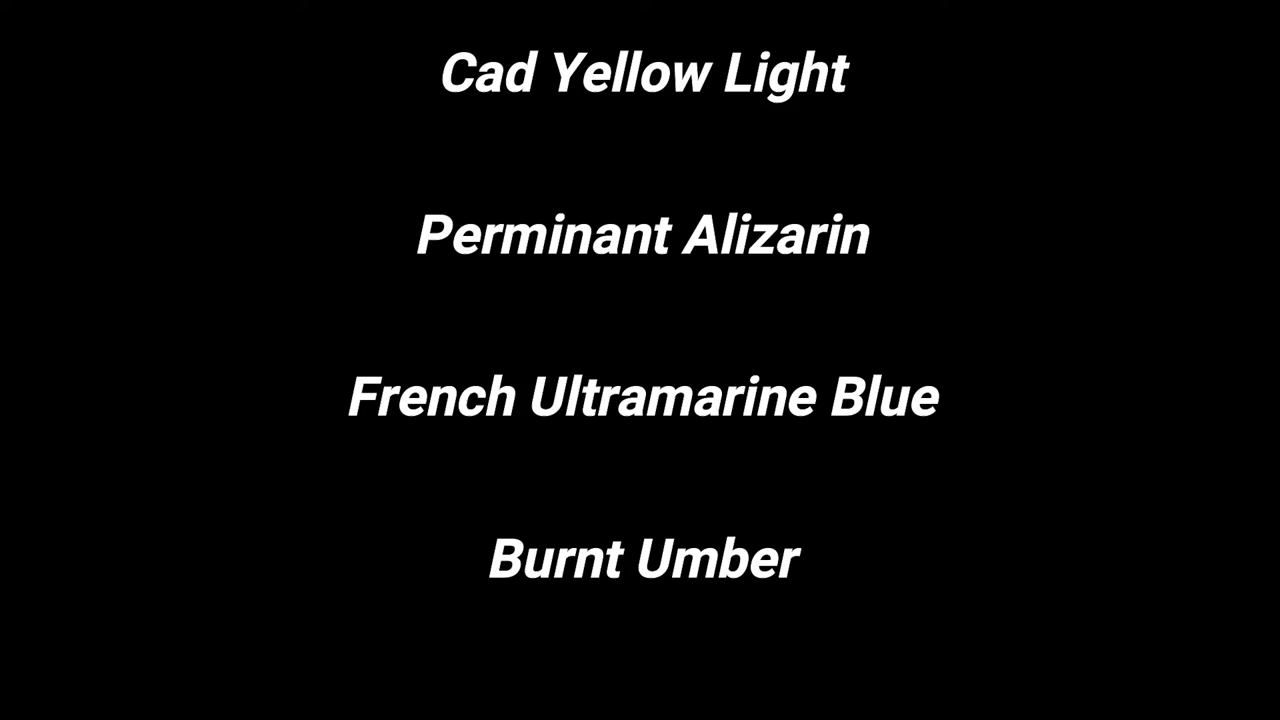 Cad Yellow Light
Perminant Alizarin
French Ultramarine Blue
Burnt Umber